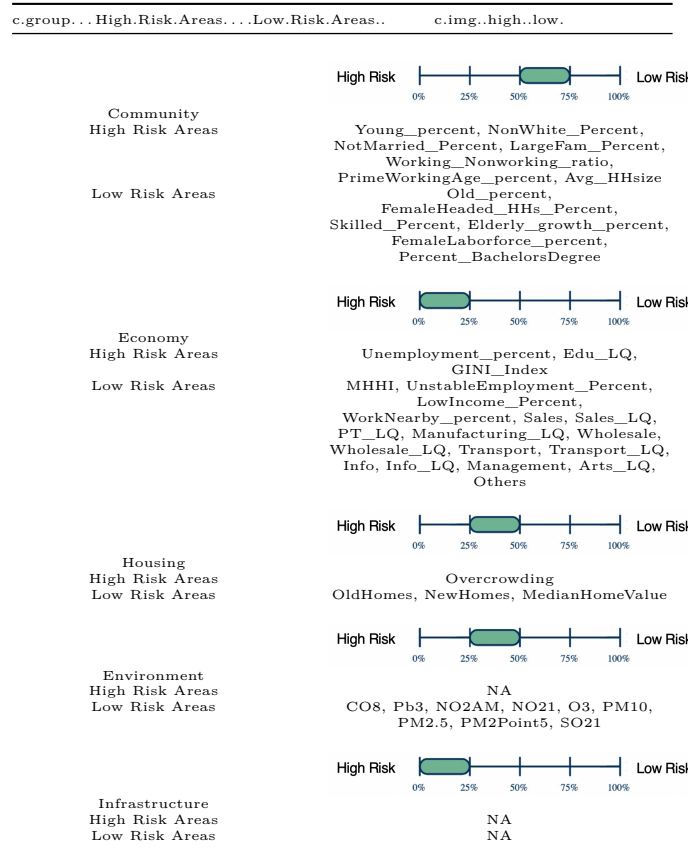 c.group...High.Risk.Areas....Low.Risk.Areas.. c.img..high..low.
High Risk Low Risk
0% 25% 50% 75% 100%
Community
High Risk Areas Young_percent, NonWhite_Percent,
NotMarried_Percent, LargeFam_Percent,
Working_Nonworking_ratio,
PrimeWorkingAge_percent, Avg_HHsize
Low Risk Areas Old_percent,
FemaleHeaded_HHs_Percent,
Skilled_Percent, Elderly_growth_percent,
FemaleLaborforce_percent,
Percent_BachelorsDegree
High Risk Low Risk
0% 25% 50% 75% 100%
Economy
High Risk Areas Unemployment_percent, Edu_LQ,
GINI_Index
Low Risk Areas MHHI, UnstableEmployment_Percent,
LowIncome_Percent,
WorkNearby_percent, Sales, Sales_LQ,
PT_LQ, Manufacturing_LQ, Wholesale,
Wholesale_LQ, Transport, Transport_LQ,
Info, Info_LQ, Management, Arts_LQ,
Others
High Risk Low Risk
0% 25% 50% 75% 100%
Housing
High Risk Areas Overcrowding
Low Risk Areas OldHomes, NewHomes, MedianHomeValue
High Risk Low Risk
0% 25% 50% 75% 100%
Environment
High Risk Areas NA
Low Risk Areas CO8, Pb3, NO2AM, NO21, O3, PM10,
PM2.5, PM2Point5, SO21
High Risk Low Risk
0% 25% 50% 75% 100%
Infrastructure
High Risk Areas NA
Low Risk Areas NA